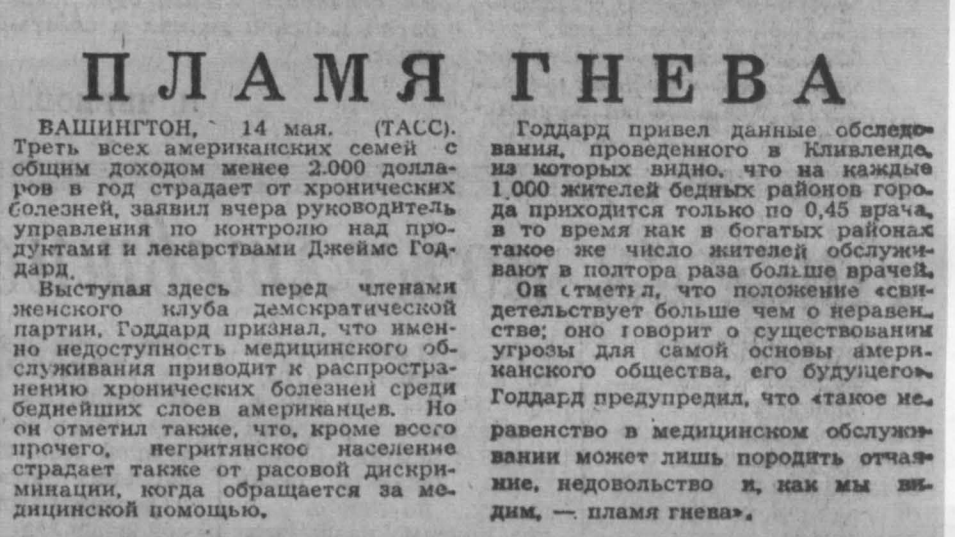 ПЛАМЯ ГНЕВА
ВАШИНГТОН, 14 мая. (ТАСС).
Треть всех американских семей с
общим доходом менее 2.000 долла-
ров в год страдает от хронических
болезней, заявил вчера руководитель
управления по контролю над про-
дуктами и лекарствами Джеймс Год-
дард.
Выступая здесь перед членами
женского клуба демократической
партии, Годдард признал, что имен-
но недоступность медицинского об-
служивания приводит к распростра-
нению хронических болезней среди
беднейших слоев американцев. Но
он отметил также, что, кроме всего
прочего, негритянское население
страдает также от расовой дискри-
минации, когда обращается за ме-
дицинской помощью.
Годдард привел данные обследо-
вания, проведенного в Кливленде,
из которых видно, что на каждые
1.000 жителей бедных районов горо-
да приходится только по 0,45 врача,
в то время как в богатых районах
такое же число жителей обслужи-
вают в полтора раза больше врачей.
Он отметил, что положение «сви-
детельствует больше чем о неравен-
стве; оно говорит о существовании
угрозы для самой основы амери-
канского общества, его будущего».
Годдард предупредил, что «такое не-
равенство в медицинском обслужи-
вании может лишь породить отчая-
ние, недовольство и, как мы ви-
дим, — пламя гнева».